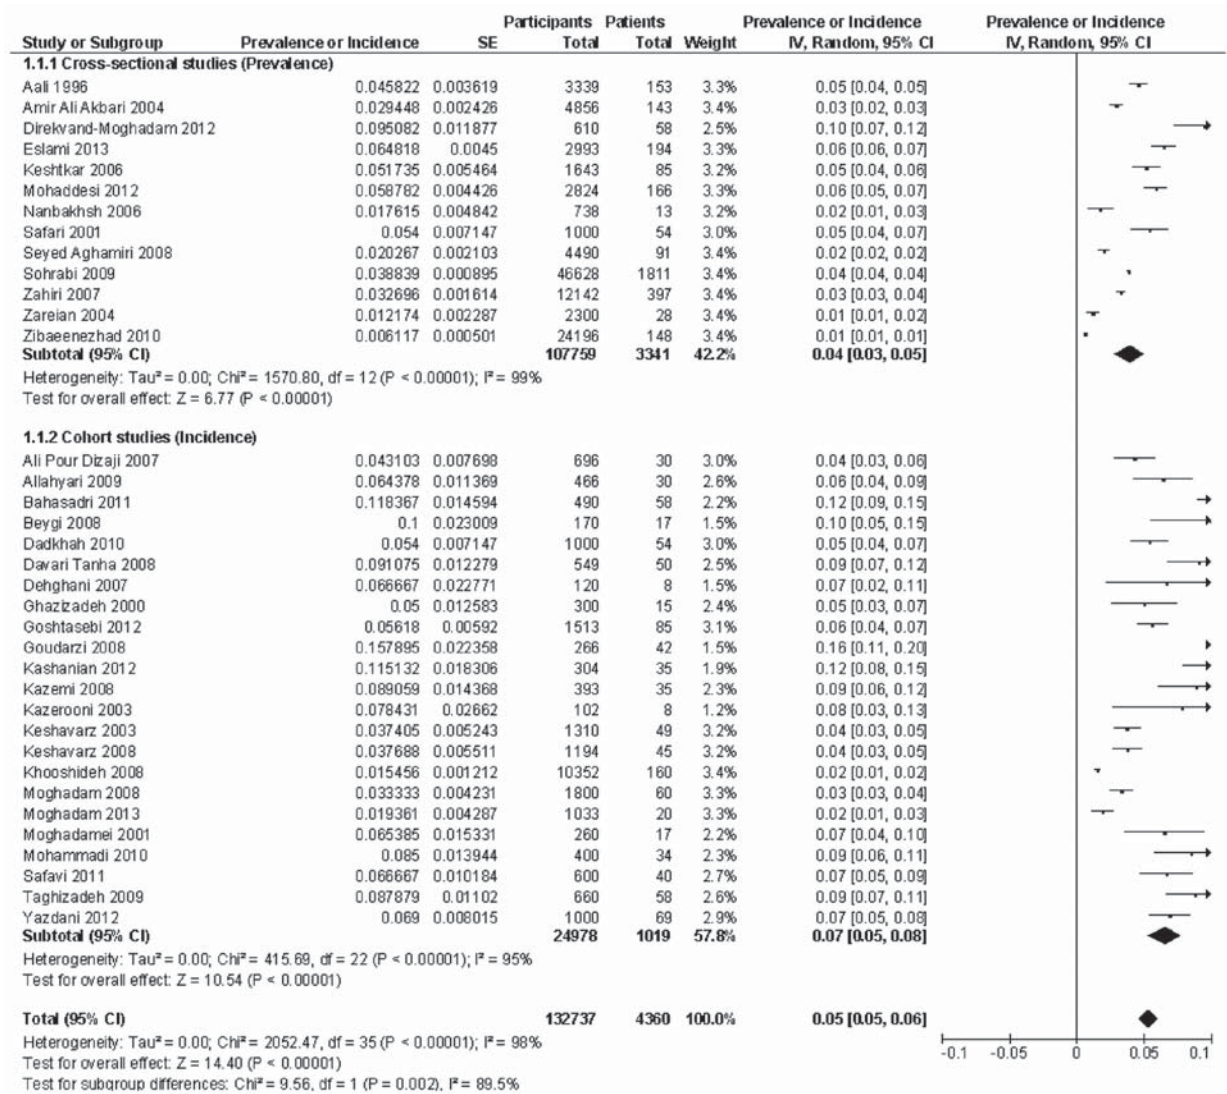 Participants Patients Prevalence or Incidence Prevalence or Incidence
Study or Subgroup Prevalence or Incidence SE Total Total Weight IV, Random, 95% CI IV, Random, 95% CI
1.1.1 Cross-sectional studies (Prevalence)
Aali 1996 0.045822 0.003619 3339 153 3.3% 0.05 [0.04, 0.05]
Amir Ali Akbari 2004 0.029448 0.002426 4856 143 3.4% 0.03 [0.02, 0.03]
Direkvand-Moghadam 2012 0.095082 0.011877 610 58 2.5% 0.10 [0.07, 0.12]
Eslami 2013 0.064818 0.0045 2993 194 3.3% 0.06 [0.06, 0.07]
Keshtkar 2006 0.051735 0.005464 1643 85 3.2% 0.05 [0.04, 0.06]
Mohaddesi 2012 0.058782 0.004426 2824 166 3.3% 0.06 [0.05, 0.07]
Nanbakhsh 2006 0.017615 0.004842 738 13 3.2% 0.02 [0.01, 0.03]
Safari 2001 0.054 0.007147 1000 54 3.0% 0.05 [0.04, 0.07]
Seyed Aghamiri 2008 0.020267 0.002103 4490 91 3.4% 0.02 [0.02, 0.02]
Sohrabi 2009 0.038839 0.000895 46628 1811 3.4% 0.04 [0.04, 0.04]
Zahiri 2007 0.032696 0.001614 12142 397 3.4% 0.03 [0.03, 0.04]
Zareian 2004 0.012174 0.002287 2300 28 3.4% 0.01 [0.01, 0.02]
Zibaeenezhad 2010 0.006117 0.000501 24196 148 3.4% 0.01 [0.01, 0.01]
Subtotal (95% CI) 107759 3341 42.2% 0.04 [0.03, 0.05]
Heterogeneity: Tau² = 0.00; Chi² = 1570.80, df = 12 (P < 0.00001); I² = 99%
Test for overall effect: Z = 6.77 (P < 0.00001)
1.1.2 Cohort studies (Incidence)
Ali Pour Dizaji 2007 0.043103 0.007698 696 30 3.0% 0.04 [0.03, 0.06]
Allahyari 2009 0.064378 0.011369 466 30 2.6% 0.06 [0.04, 0.09]
Bahasadri 2011 0.118367 0.014594 490 58 2.2% 0.12 [0.09, 0.15]
Beygi 2008 0.1 0.023009 170 17 1.5% 0.10 [0.05, 0.15]
Dadkhah 2010 0.054 0.007147 1000 54 3.0% 0.05 [0.04, 0.07]
Davari Tanha 2008 0.091075 0.012279 549 50 2.5% 0.09 [0.07, 0.12]
Dehghani 2007 0.066667 0.022771 120 8 1.5% 0.07 [0.02, 0.11]
Ghazizadeh 2000 0.05 0.012583 300 15 2.4% 0.05 [0.03, 0.07]
Goshtasebi 2012 0.05618 0.00592 1513 85 3.1% 0.06 [0.04, 0.07]
Goudarzi 2008 0.157895 0.022358 266 42 1.5% 0.16 [0.11, 0.20]
Kashanian 2012 0.115132 0.018306 304 35 1.9% 0.12 [0.08, 0.15]
Kazemi 2008 0.089059 0.014368 393 35 2.3% 0.09 [0.06, 0.12]
Kazerooni 2003 0.078431 0.02662 102 8 1.2% 0.08 [0.03, 0.13]
Keshavarz 2003 0.037405 0.005243 1310 49 3.2% 0.04 [0.03, 0.05]
Keshavarz 2008 0.037688 0.005511 1194 45 3.2% 0.04 [0.03, 0.05]
Khooshideh 2008 0.015456 0.001212 10352 160 3.4% 0.02 [0.01, 0.02]
Moghadam 2008 0.033333 0.004231 1800 60 3.3% 0.03 [0.03, 0.04]
Moghadam 2013 0.019361 0.004287 1033 20 3.3% 0.02 [0.01, 0.03]
Moghadamei 2001 0.065385 0.015331 260 17 2.2% 0.07 [0.04, 0.10]
Mohammadi 2010 0.085 0.013944 400 34 2.3% 0.09 [0.06, 0.11]
Safavi 2011 0.066667 0.010184 600 40 2.7% 0.07 [0.05, 0.09]
Taghizadeh 2009 0.087879 0.01102 660 58 2.6% 0.09 [0.07, 0.11]
Yazdani 2012 0.069 0.008015 1000 69 2.9% 0.07 [0.05, 0.08]
Subtotal (95% CI) 24978 1019 57.8% 0.07 [0.05, 0.08]
Heterogeneity: Tau² = 0.00; Chi² = 415.69, df = 22 (P < 0.00001); I² = 95%
Test for overall effect: Z = 10.54 (P < 0.00001)
Total (95% CI) 132737 4360 100.0% 0.05 [0.05, 0.06]
Heterogeneity: Tau² = 0.00; Chi² = 2052.47, df = 35 (P < 0.00001); I² = 98%
Test for overall effect: Z = 14.40 (P < 0.00001)
Test for subgroup differences: Chi² = 9.56, df = 1 (P = 0.002), I² = 89.5%
-0.1 -0.05 0 0.05 0.1